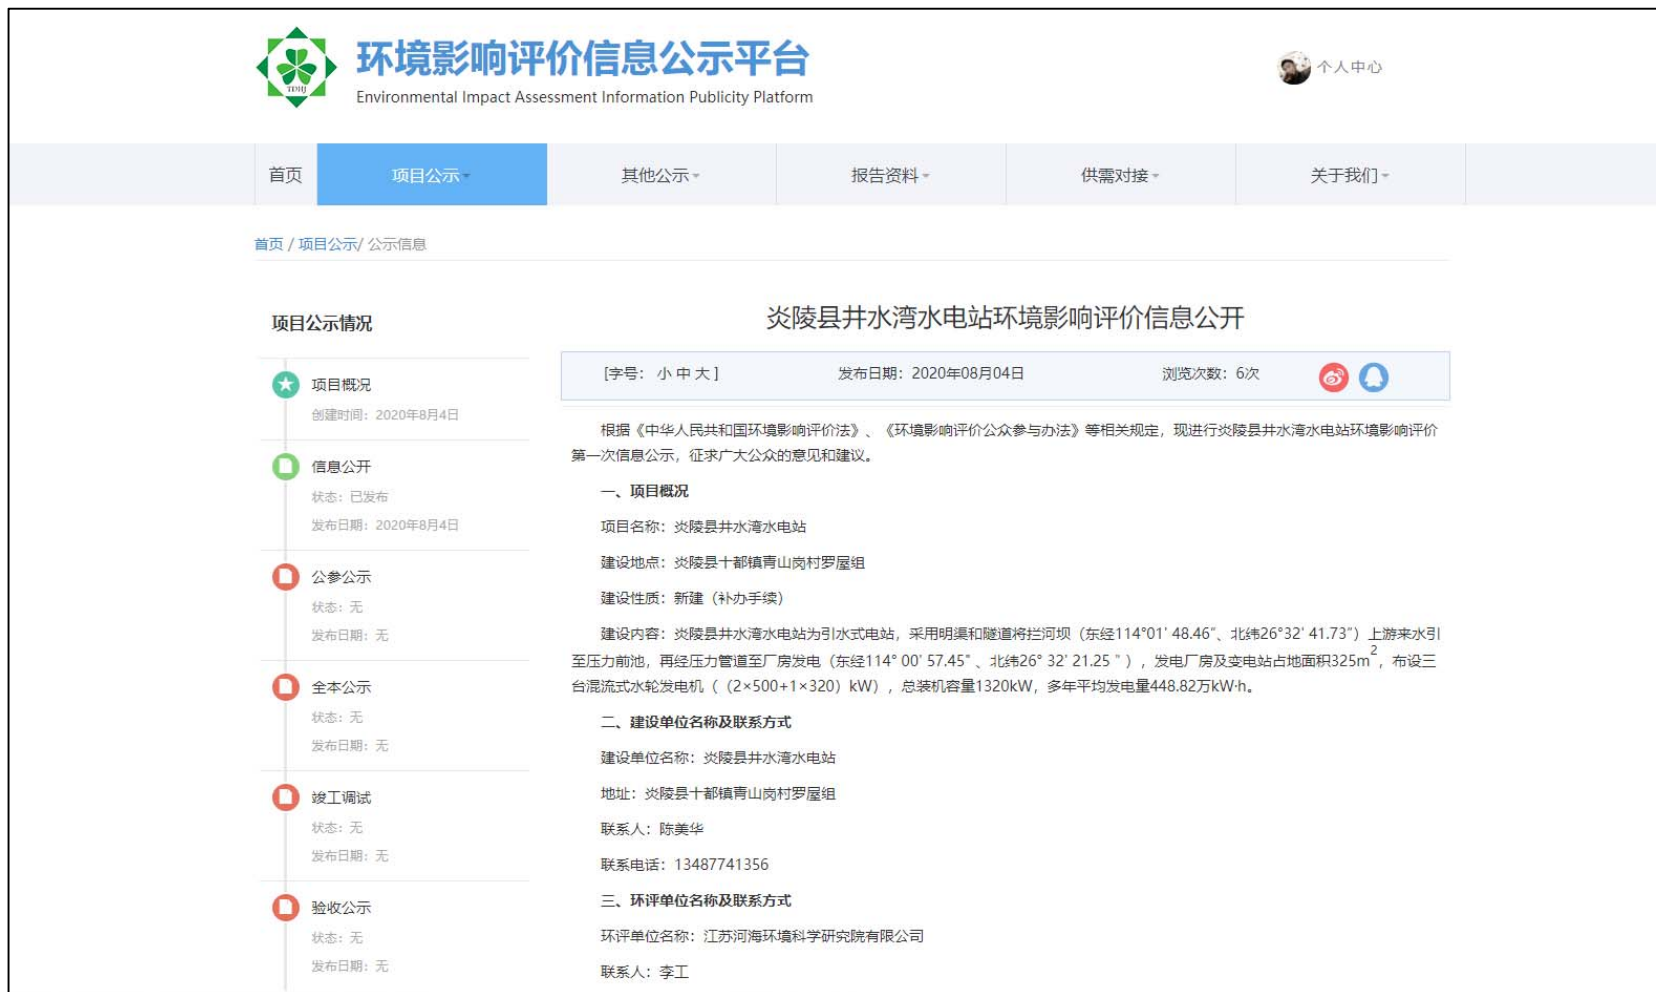 环境影响评价信息公示平台
Environmental Impact Assessment Information Publicity Platform
TDHJ
个人中心
首页
项目公示
其他公示
报告资料
供需对接
关于我们
首页 / 项目公示/ 公示信息
项目公示情况
项目概况
创建时间：2020年8月4日
信息公开
状态：已发布
发布日期：2020年8月4日
公参公示
状态：无
发布日期：无
全本公示
状态：无
发布日期：无
竣工调试
状态：无
发布日期：无
验收公示
状态：无
发布日期：无
炎陵县井水湾水电站环境影响评价信息公开
[字号： 小 中 大 ]
发布日期：2020年08月04日
浏览次数：6次
根据《中华人民共和国环境影响评价法》、《环境影响评价公众参与办法》等相关规定，现进行炎陵县井水湾水电站环境影响评价
第一次信息公示，征求广大公众的意见和建议。
一、项目概况
项目名称：炎陵县井水湾水电站
建设地点：炎陵县十都镇青山岗村罗屋组
建设性质：新建（补办手续）
建设内容：炎陵县井水湾水电站为引水式电站，采用明渠和隧道将拦河坝（东经114°01' 48.46"、北纬26°32' 41.73"）上游来水引
至压力前池，再经压力管道至厂房发电（东经114° 00' 57.45" 、北纬26° 32' 21.25 " ），发电厂房及变电站占地面积325m²，布设三
台混流式水轮发电机（（2×500+1×320）kW），总装机容量1320kW，多年平均发电量448.82万kW·h。
二、建设单位名称及联系方式
建设单位名称：炎陵县井水湾水电站
地址：炎陵县十都镇青山岗村罗屋组
联系人：陈美华
联系电话：13487741356
三、环评单位名称及联系方式
环评单位名称：江苏河海环境科学研究院有限公司
联系人：李工